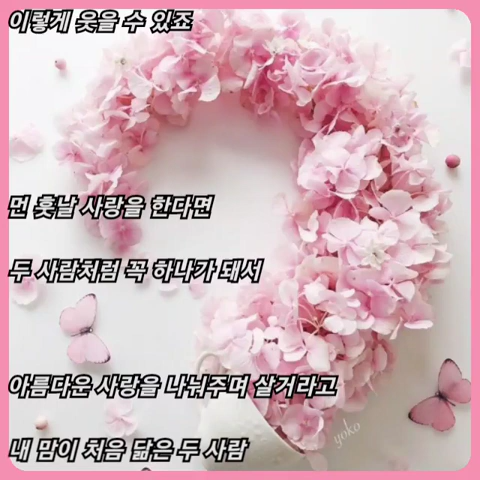 이렇게 웃을 수 있죠
먼 훗날 사랑을 한다면
두 사람처럼 꼭 하나가 돼서
아름다운 사랑을 나눠주며 살거라고
내 맘이 처음 닮은 두 사람
yoko